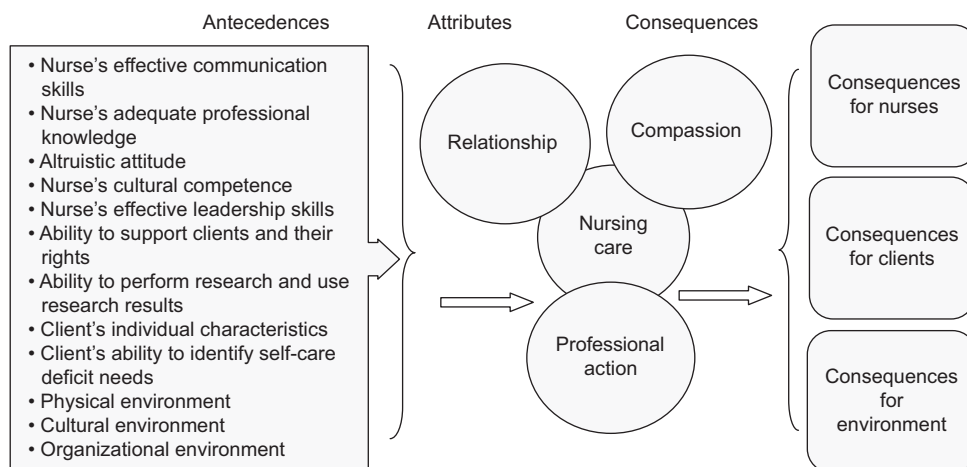 Antecedences
Attributes
Consequences
• Nurse's effective communication
skills
• Nurse's adequate professional
knowledge
• Altruistic attitude
• Nurse's cultural competence
• Nurse's effective leadership skills
• Ability to support clients and their
rights
• Ability to perform research and use
research results
• Client's individual characteristics
• Client's ability to identify self-care
deficit needs
• Physical environment
• Cultural environment
• Organizational environment
Relationship
Compassion
Nursing
care
Professional
action
Consequences
for nurses
Consequences
for clients
Consequences
for
environment